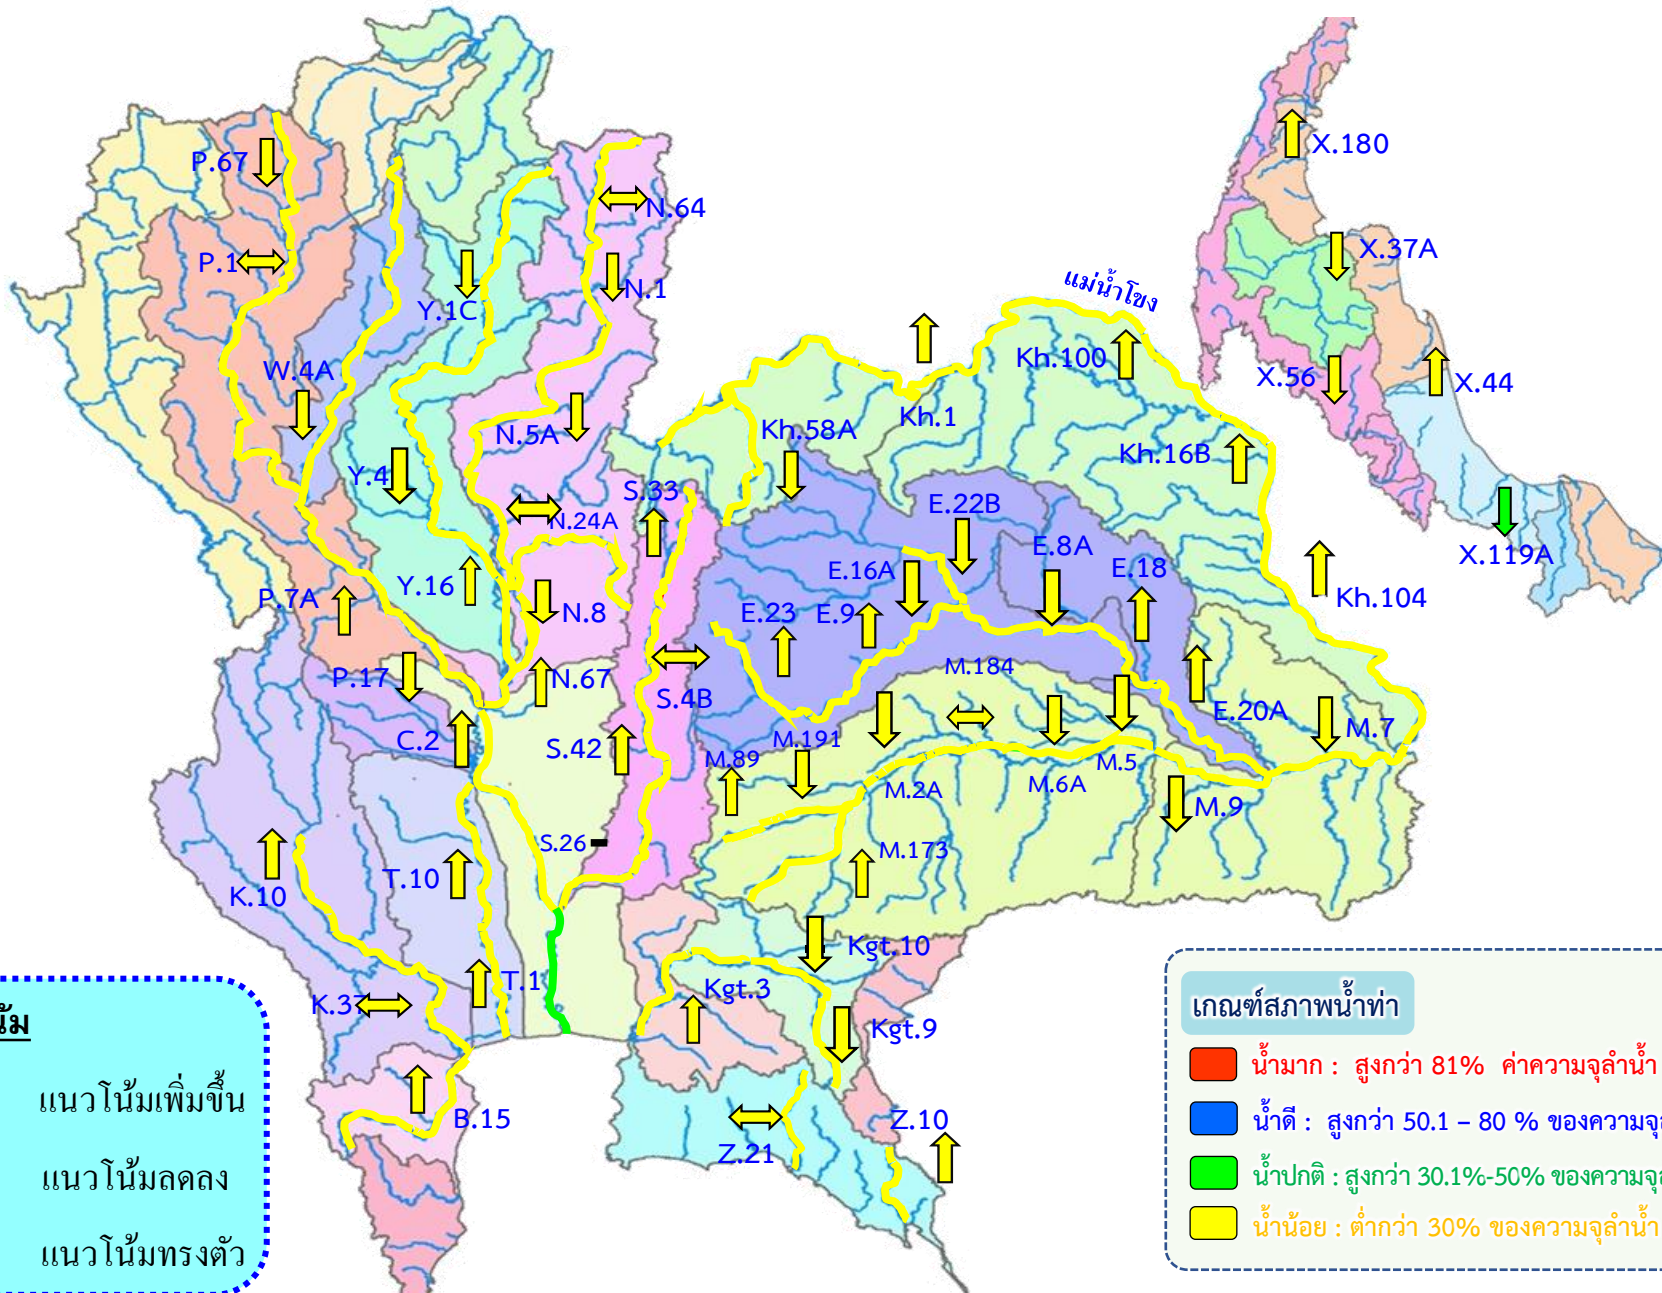 P.67
X.180
N.64
X.37A
P.1
N.1
Y.1C
แม่น้ำโขง
Kh.100
W.4A
X.56
X.44
Kh.1
N.5A
Kh.58A
Kh.16B
Y.4
S.33
N.24A
E.22B
E.8A
X.119A
E.16A
E.18
Y.16
P.7A
N.8
E.23
E.9
Kh.104
M.184
P.17
N.67
S.4B
E.20A
M.7
C.2
S.42
M.191
M.89
M.5
M.2A
M.6A
M.9
S.26
M.173
T.10
K.10
Kgt.10
T.1
K.37
Kgt.3
Kgt.9
B.15
Z.10
Z.21
แนวโน้มเพิ่มขึ้น
แนวโน้มลดลง
แนวโน้มทรงตัว
เกณฑ์สภาพน้ำท่า
น้ำมาก : สูงกว่า 81% ค่าความจุลำน้ำ
น้ำดี : สูงกว่า 50.1 – 80 % ของความจุ
น้ำปกติ : สูงกว่า 30.1%-50% ของความจุ
น้ำน้อย : ต่ำกว่า 30% ของความจุลำน้ำ